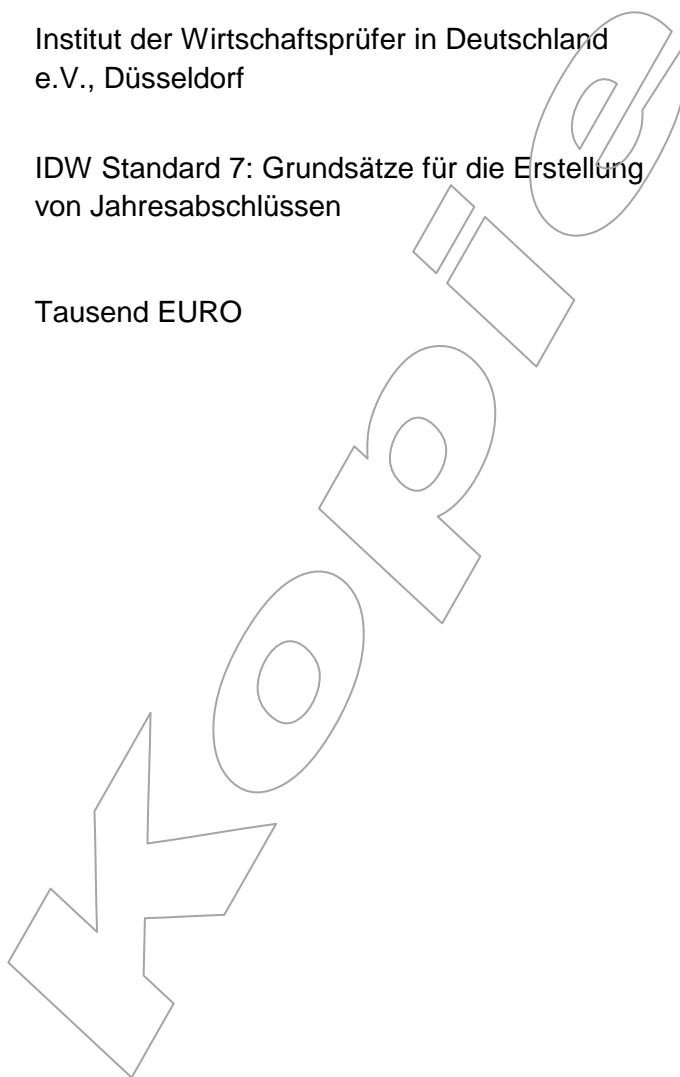 Institut der Wirtschaftsprüfer in Deutschland
e.V., Düsseldorf
IDW Standard 7: Grundsätze für die Erstellung
von Jahresabschlüssen
Tausend EURO
Kopie